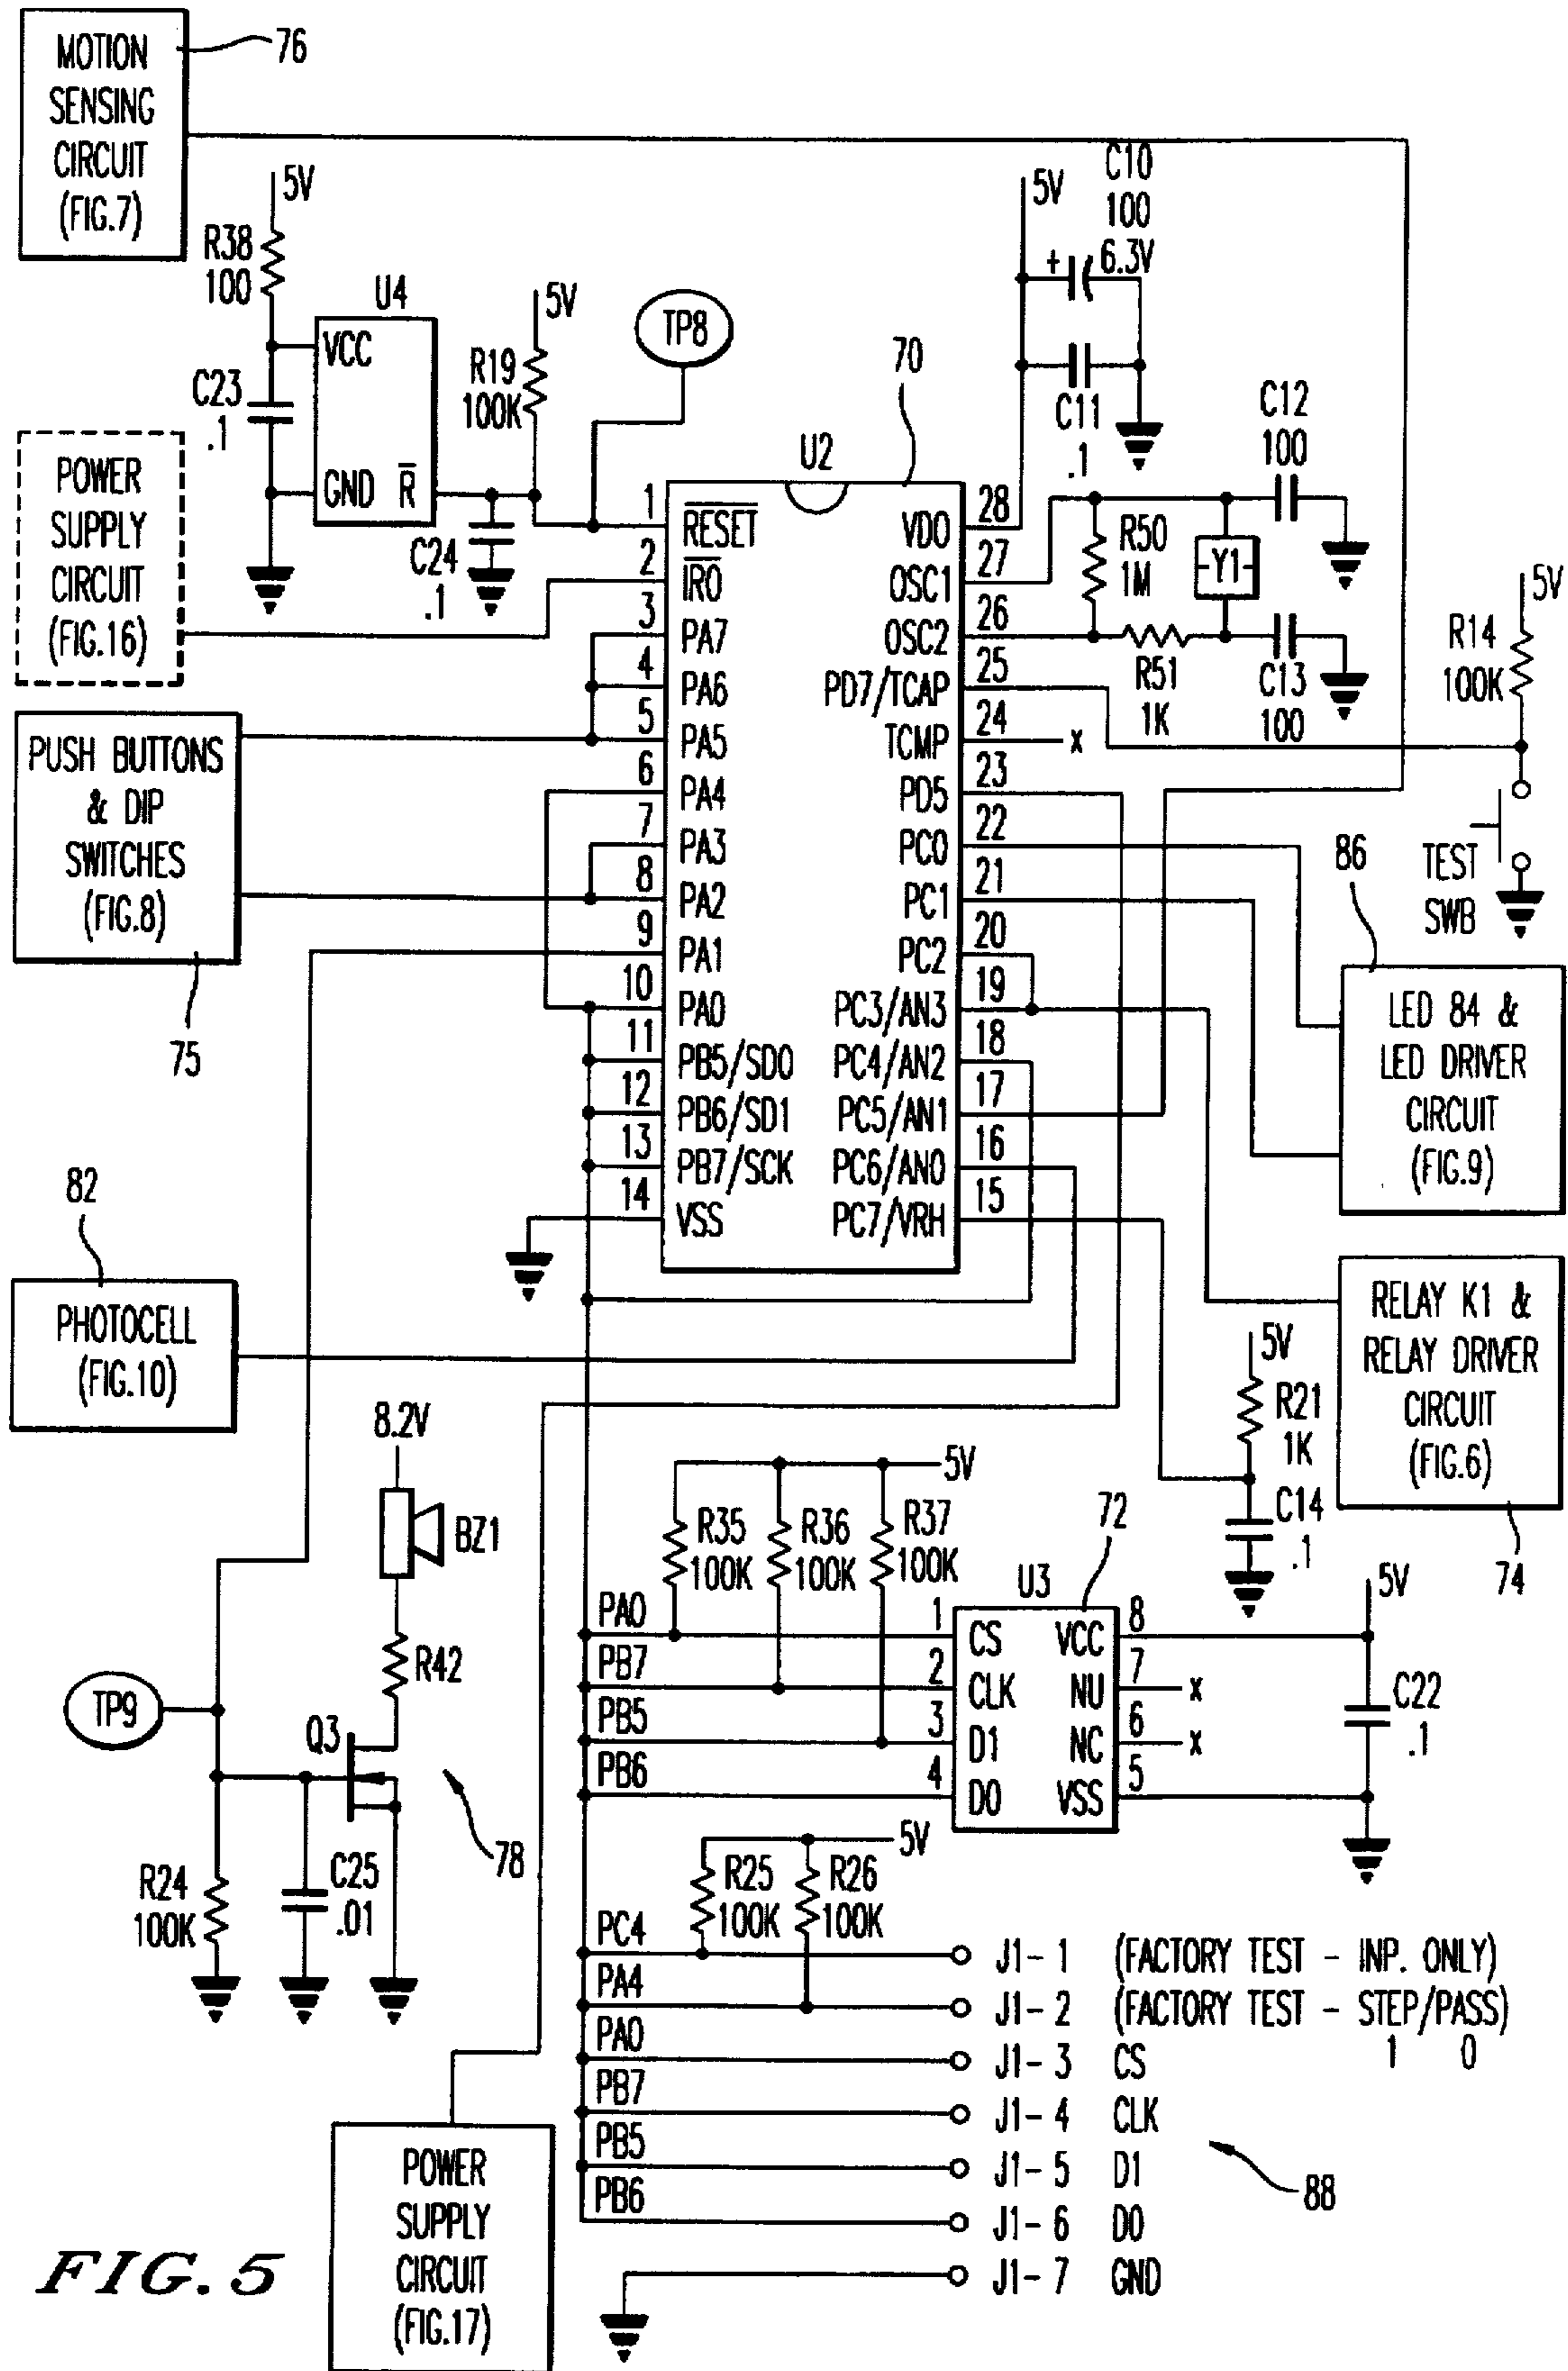 MOTION
SENSING
CIRCUIT
(FIG.7)
76
5V
R38
100
U4
VCC
GND R
C23
.1
R19
100K
5V
C24
.1
TP8
5V
C10
100
6.3V
C11
.1
70
U2
C12
100
R50
1M
-Y1-
R51
1K
C13
100
5V
R14
100K
TEST
SWB
POWER
SUPPLY
CIRCUIT
(FIG.16)
PUSH BUTTONS
& DIP
SWITCHES
(FIG.8)
75
1 RESET
2 IRO
3 PA7
4 PA6
5 PA5
6 PA4
7 PA3
8 PA2
9 PA1
10 PA0
11 PB5/SDO
12 PB6/SD1
13 PB7/SCK
14 VSS
VDO 28
OSC1 27
OSC2 26
PD7/TCAP 25
TCMP 24 x
PD5 23
PC0 22
PC1 21
PC2 20
PC3/AN3 19
PC4/AN2 18
PC5/AN1 17
PC6/AN0 16
PC7/VRH 15
86
LED 84 &
LED DRIVER
CIRCUIT
(FIG.9)
82
PHOTOCELL
(FIG.10)
RELAY K1 &
RELAY DRIVER
CIRCUIT
(FIG.6)
74
5V
R21
1K
C14
.1
8.2V
BZ1
R42
TP9
Q3
78
R24
100K
C25
.01
5V
R35
100K
R36
100K
R37
100K
72
U3
PA0 1 CS
PB7 2 CLK
PB5 3 D1
PB6 4 DO
VCC 8
NU 7 x
NC 6 x
VSS 5
5V
C22
.1
5V
R25
100K
R26
100K
PC4 J1-1 (FACTORY TEST - INP. ONLY)
PA4 J1-2 (FACTORY TEST - STEP/PASS)
1 0
PA0 J1-3 CS
PB7 J1-4 CLK
PB5 J1-5 D1
PB6 J1-6 DO
J1-7 GND
88
POWER
SUPPLY
CIRCUIT
(FIG.17)
FIG. 5